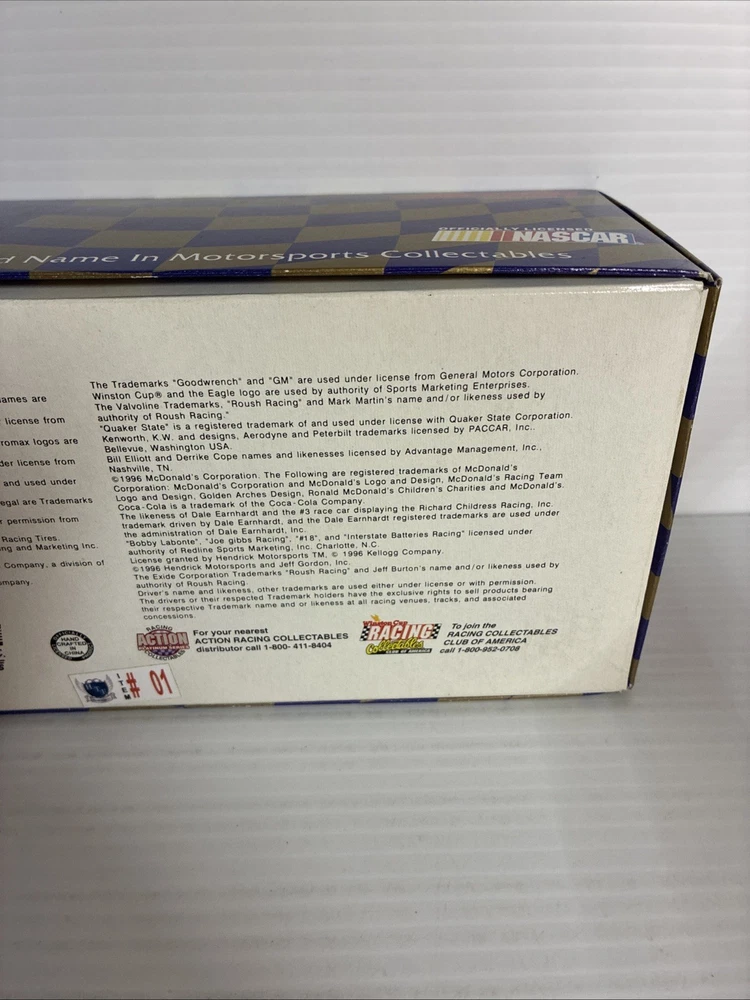 OFFICIALLY LICENSED
NASCAR
d Name In Motorsports Collectables
ames are
license from
romax logos are
der license from
and used under
egal are Trademarks
r permission from
Racing Tires.
ng and Marketing Inc.
Company, a division of
mpany.
The Trademarks "Goodwrench" and "GM" are used under license from General Motors Corporation.
Winston Cup® and the Eagle logo are used by authority of Sports Marketing Enterprises.
The Valvoline Trademarks, "Roush Racing" and Mark Martin's name and/or likeness used by
authority of Roush Racing."
"Quaker State" is a registered trademark of and used under license with Quaker State Corporation.
Kenworth, K.W. and designs, Aerodyne and Peterbilt trademarks licensed by PACCAR, Inc..
Bellevue, Washington USA.
Bill Elliott and Derrike Cope names and likenesses licensed by Advantage Management, Inc.,
Nashville, TN.
©1996 McDonald's Corporation. The Following are registered trademarks of McDonald's
Corporation: McDonald's Corporation and McDonald's Logo and Design, McDonald's Racing Team
Logo and Design, Golden Arches Design, Ronald McDonald's Children's Charities and McDonald's.
Coca-Cola is a trademark of the Coca-Cola Company.
The likeness of Dale Earnhardt and the #3 race car displaying the Richard Childress Racing, Inc.
trademark driven by Dale Earnhardt, and the Dale Earnhardt registered trademarks are used under
the administration of Dale Earnhardt, Inc.
"Bobby Labonte", "Joe gibbs Racing", "#18", and "Interstate Batteries Racing" licensed under
authority of Redline Sports Marketing, Inc. Charlotte, N.C.
License granted by Hendrick Motorsports TM, © 1996 Kellogg Company.
©1996 Hendrick Motorsports and Jeff Gordon, Inc.
The Exide Corporation Trademarks "Roush Racing" and Jeff Burton's name and/or likeness used by
authority of Roush Racing.
Driver's name and likeness, other trademarks are used either under license or with permission.
The drivers or their respected Trademark holders have the exclusive rights to sell products bearing
their respective Trademark name and or likeness at all racing venues, tracks, and associated
concessions.
HAND
CRAFTED
IN
CHINA
RACING
ACTION
PLATINUM SERIES
COLLECTABLES
For your nearest
ACTION RACING COLLECTABLES
distributor call 1-800- 411-8404
Winston Cup
RACING
Collectables
CLUB OF AMERICA
To join the
RACING COLLECTABLES
CLUB OF AMERICA
call 1-800-952-0708
ITEM
# 01